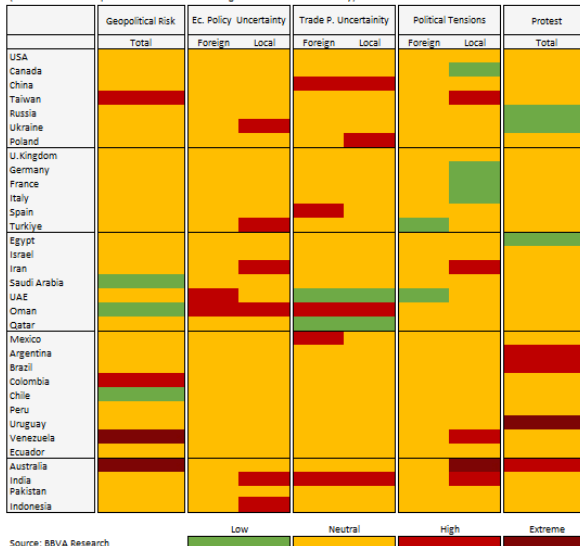 Geopolitical Risk Ec. Policy Uncertainty Trade P. Uncertainity Political Tensions Protest
Total Foreign Local Foreign Local Foreign Local Total
USA
Canada
China
Taiwan
Russia
Ukraine
Poland
U.Kingdom
Germany
France
Italy
Spain
Turkiye
Egypt
Israel
Iran
Saudi Arabia
UAE
Oman
Qatar
Mexico
Argentina
Brazil
Colombia
Chile
Peru
Uruguay
Venezuela
Ecuador
Australia
India
Pakistan
Indonesia
Low Neutral High Extreme
Source: BBVA Research